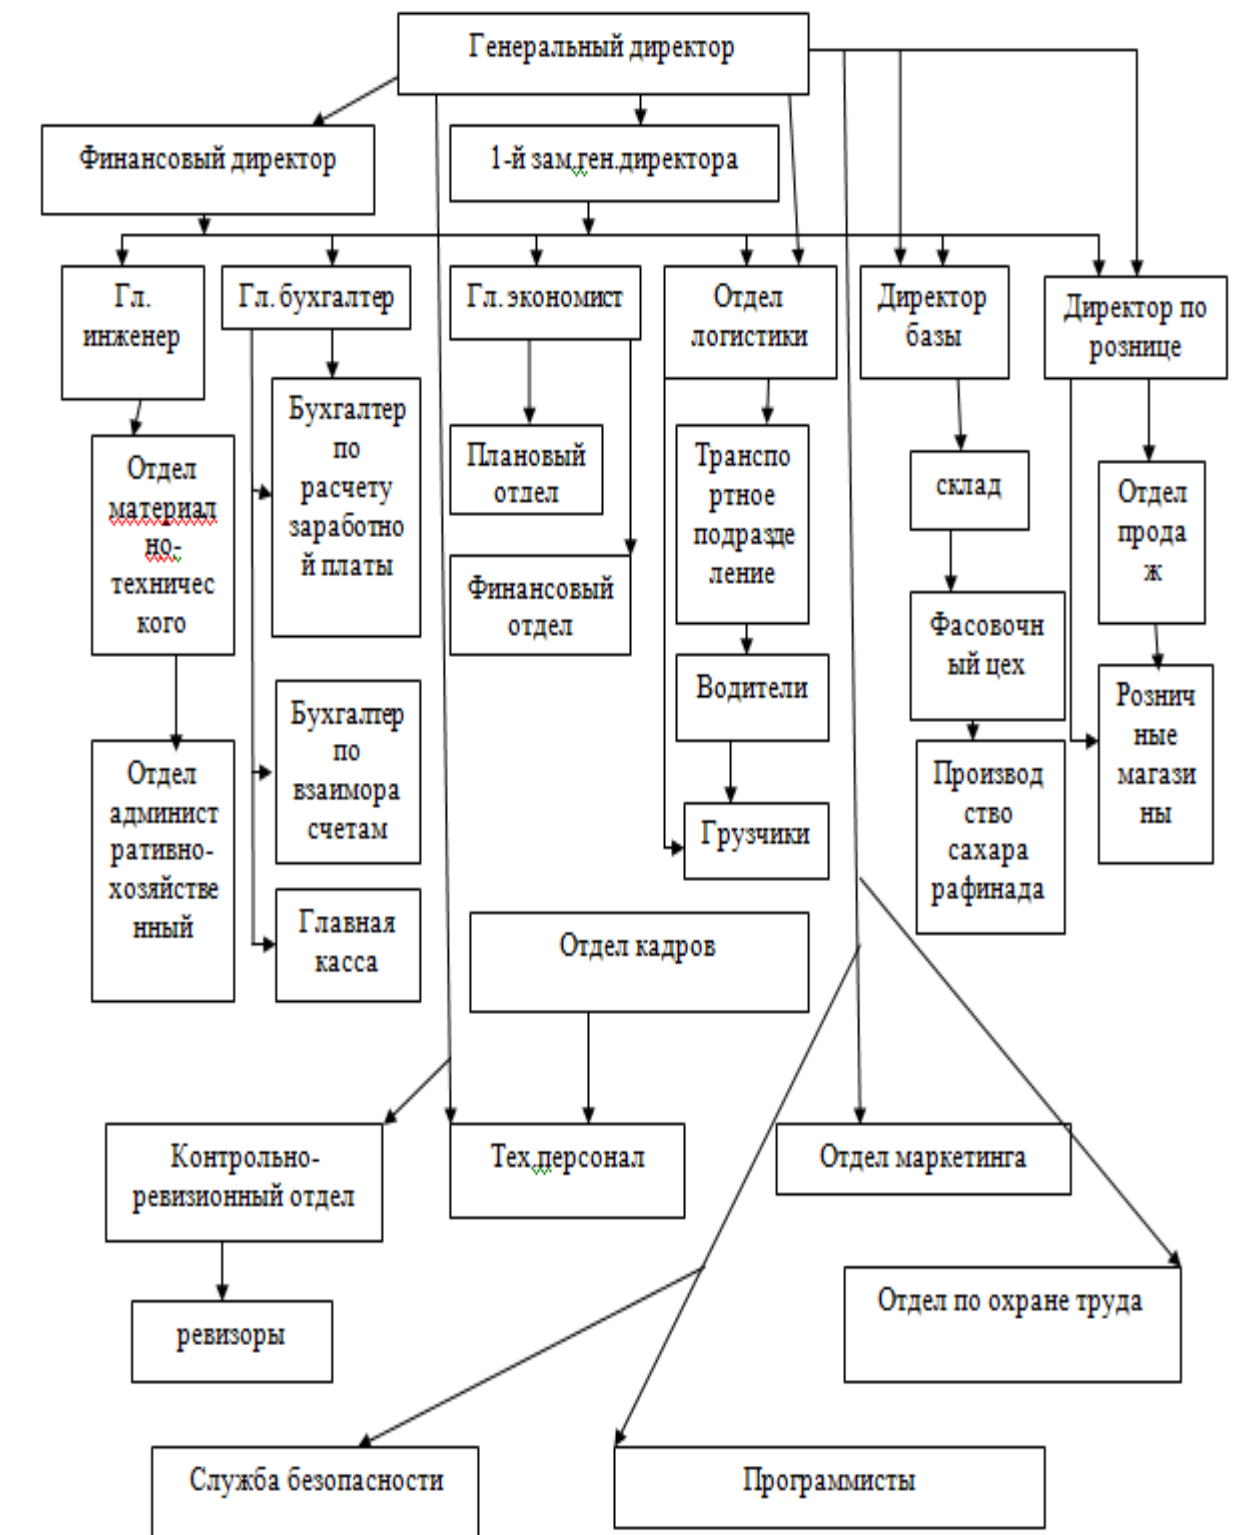 Генеральный директор
Финансовый директор
1-й зам.ген.директора
Гл.
инженер
Гл. бухгалтер
Гл. экономист
Отдел
логистики
Директор
базы
Директор по
рознице
Отдел
материал
но-
техничес
кого
Бухгалтер
по
расчету
заработно
й платы
Плановый
отдел
Финансовый
отдел
Транспо
ртное
подразде
ление
склад
Отдел
прода
ж
Фасовочн
ый цех
Водители
Розничн
ные
магази
ны
Бухгалтер
по
взаимора
счетам
Отдел
админист
ративно-
хозяйстве
нный
Производ
ство
сахара
рафинада
Грузчики
Главная
касса
Отдел кадров
Контрольно-
ревизионный отдел
Тех.персонал
Отдел маркетинга
ревизоры
Отдел по охране труда
Служба безопасности
Программисты